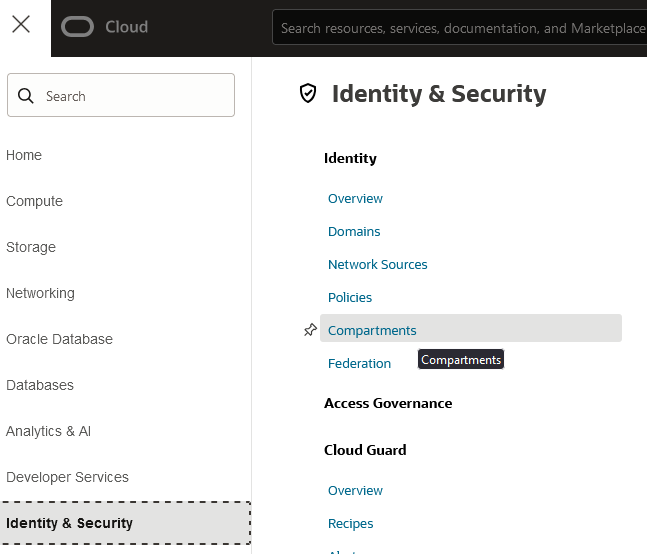 Cloud
Search resources, services, documentation, and Marketplace
Search
Home
Compute
Storage
Networking
Oracle Database
Databases
Analytics & AI
Developer Services
Identity & Security
Identity & Security
Identity
Overview
Domains
Network Sources
Policies
Compartments
Federation
Compartments
Access Governance
Cloud Guard
Overview
Recipes